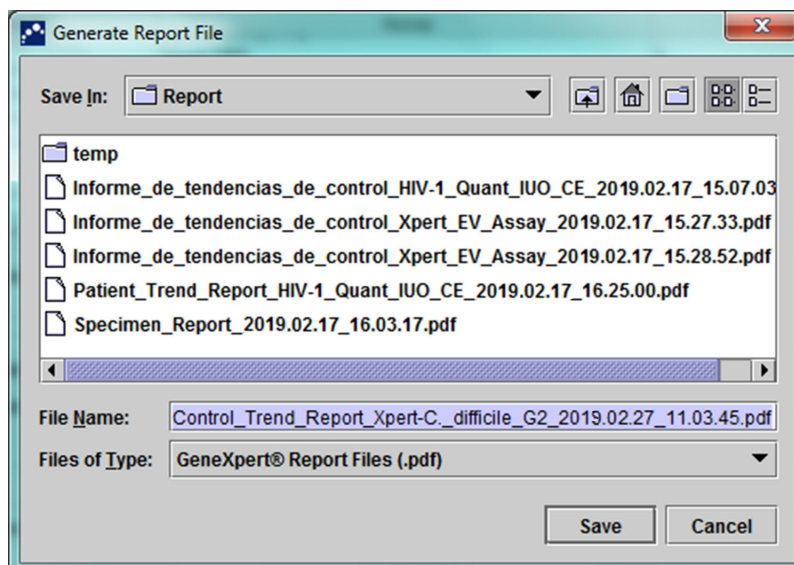 Generate Report File
Save In: Report
temp
Informe_de_tendencias_de_control_HIV-1_Quant_IUO_CE_2019.02.17_15.07.03
Informe_de_tendencias_de_control_Xpert_EV_Assay_2019.02.17_15.27.33.pdf
Informe_de_tendencias_de_control_Xpert_EV_Assay_2019.02.17_15.28.52.pdf
Patient_Trend_Report_HIV-1_Quant_IUO_CE_2019.02.17_16.25.00.pdf
Specimen_Report_2019.02.17_16.03.17.pdf
File Name: Control_Trend_Report_Xpert-C._difficile_G2_2019.02.27_11.03.45.pdf
Files of Type: GeneXpert® Report Files (.pdf)
Save Cancel